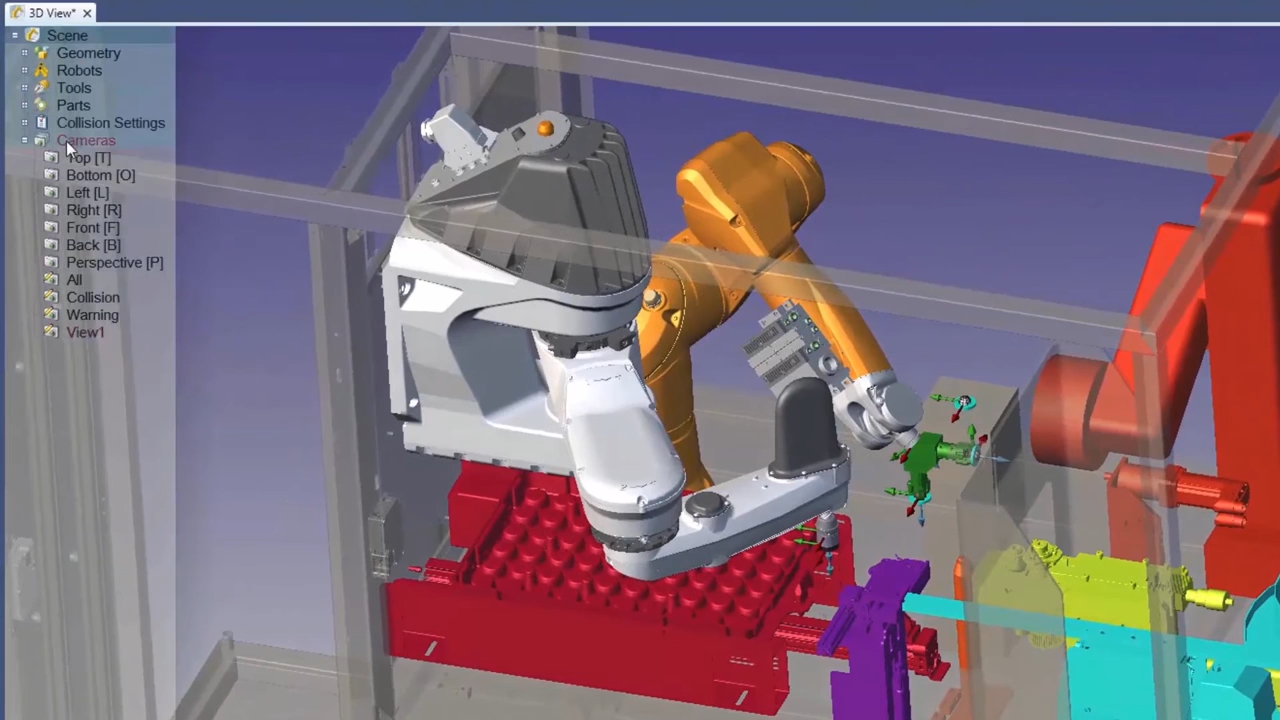 3D View*
Scene
Geometry
Robots
Tools
Parts
Collision Settings
Cameras
Top [T]
Bottom [O]
Left [L]
Right [R]
Front [F]
Back [B]
Perspective [P]
All
Collision
Warning
View1